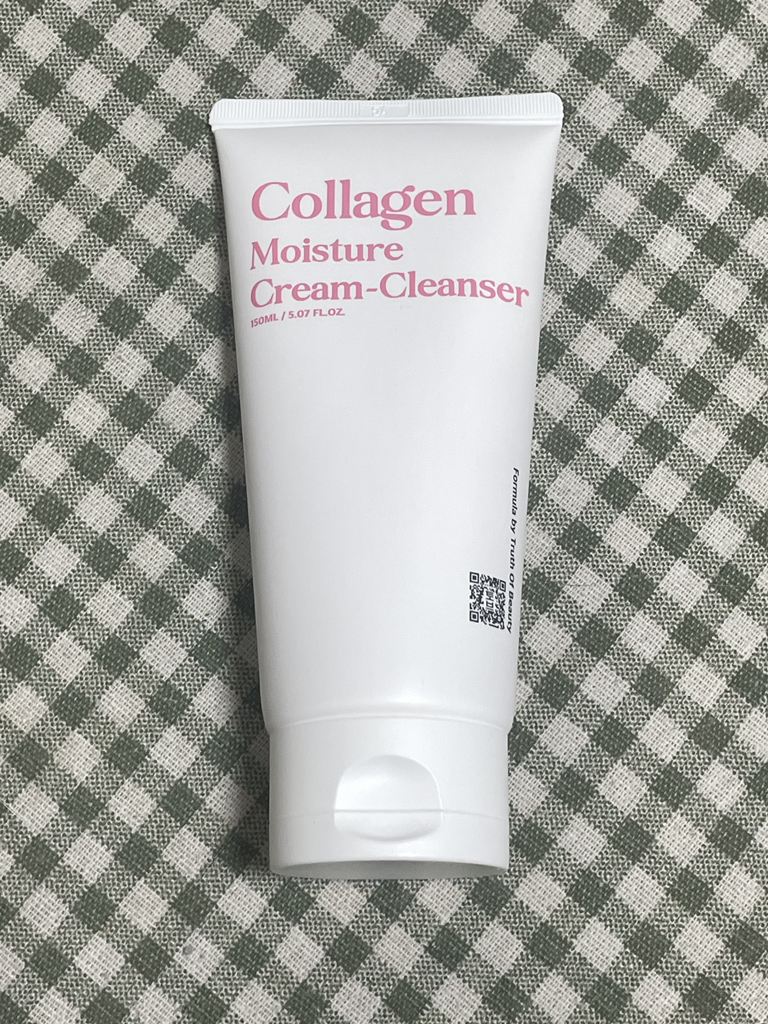 Collagen
Moisture
Cream-Cleanser
150ML / 5.07 FL.OZ.
Formula by Truth Of Beauty